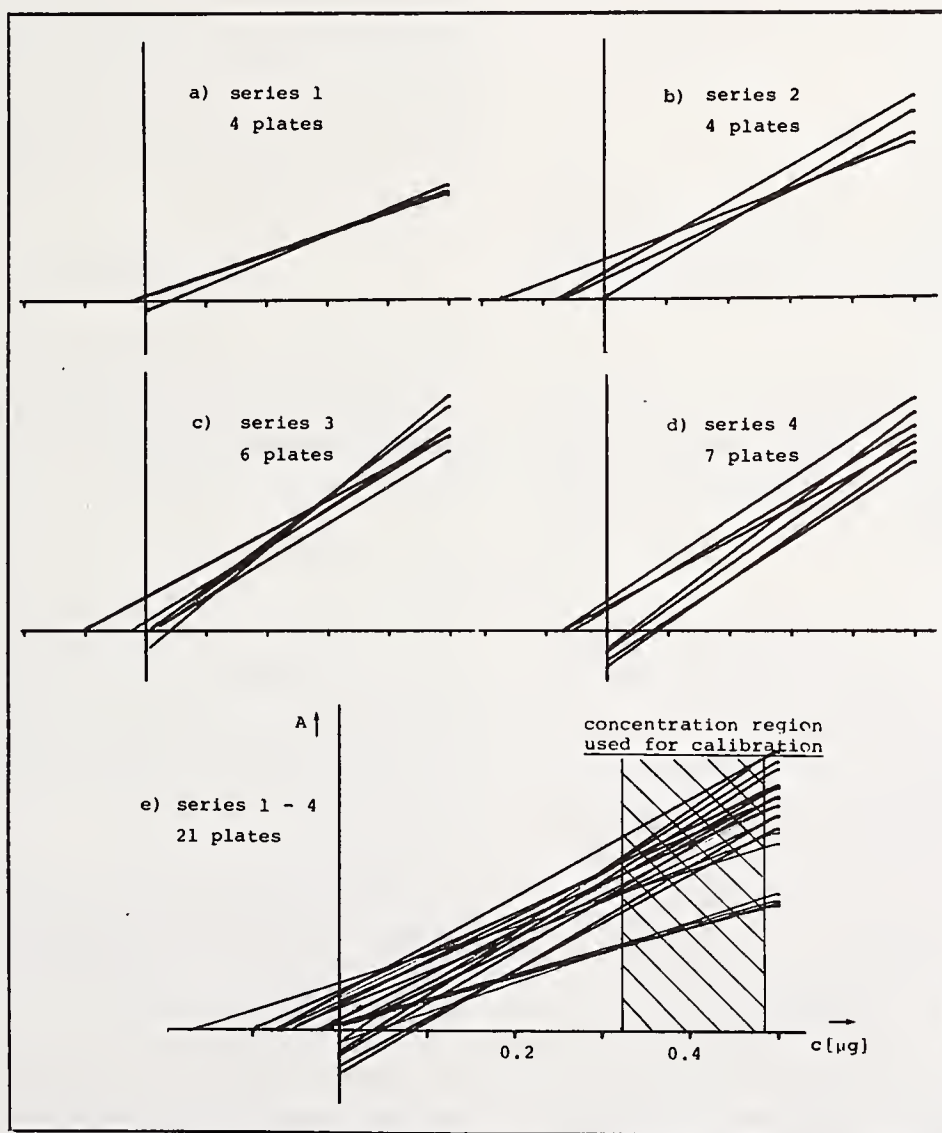 a) series 1
4 plates
b) series 2
4 plates
c) series 3
6 plates
d) series 4
7 plates
A ↑
concentration region
used for calibration
e) series 1 - 4
21 plates
0.2
0.4
c[µg] →